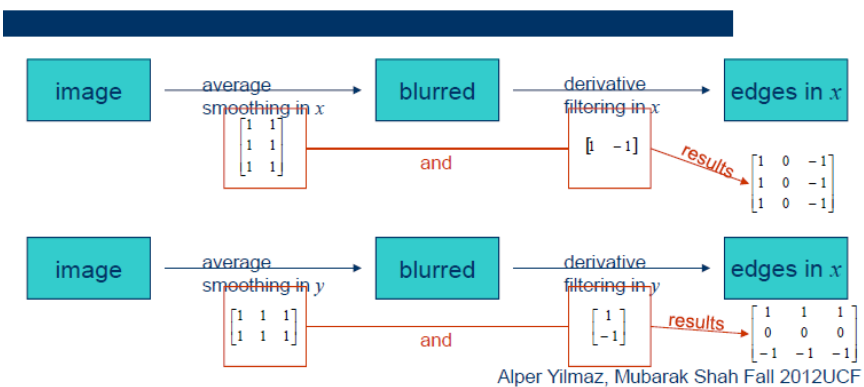 image
average
smoothing in x
blurred
derivative
filtering in x
edges in x
[1 1
1 1
1 1]
and
[1 -1]
results
[1 0 -1
1 0 -1
1 0 -1]
image
average
smoothing in y
blurred
derivative
filtering in y
edges in x
[1 1 1
1 1 1]
and
[1
-1]
results
[1 1 1
0 0 0
-1 -1 -1]
Alper Yilmaz, Mubarak Shah Fall 2012UCF